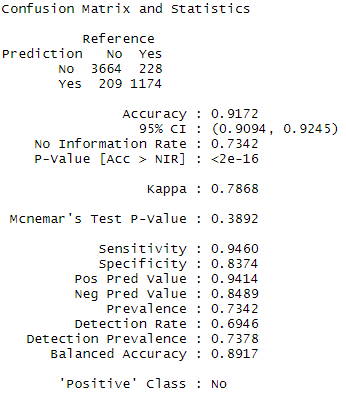 Confusion Matrix and Statistics
Reference
Prediction No Yes
No 3664 228
Yes 209 1174
Accuracy : 0.9172
95% CI : (0.9094, 0.9245)
No Information Rate : 0.7342
P-Value [Acc > NIR] : <2e-16
Kappa : 0.7868
Mcnemar's Test P-Value : 0.3892
Sensitivity : 0.9460
Specificity : 0.8374
Pos Pred Value : 0.9414
Neg Pred Value : 0.8489
Prevalence : 0.7342
Detection Rate : 0.6946
Detection Prevalence : 0.7378
Balanced Accuracy : 0.8917
'Positive' Class : No